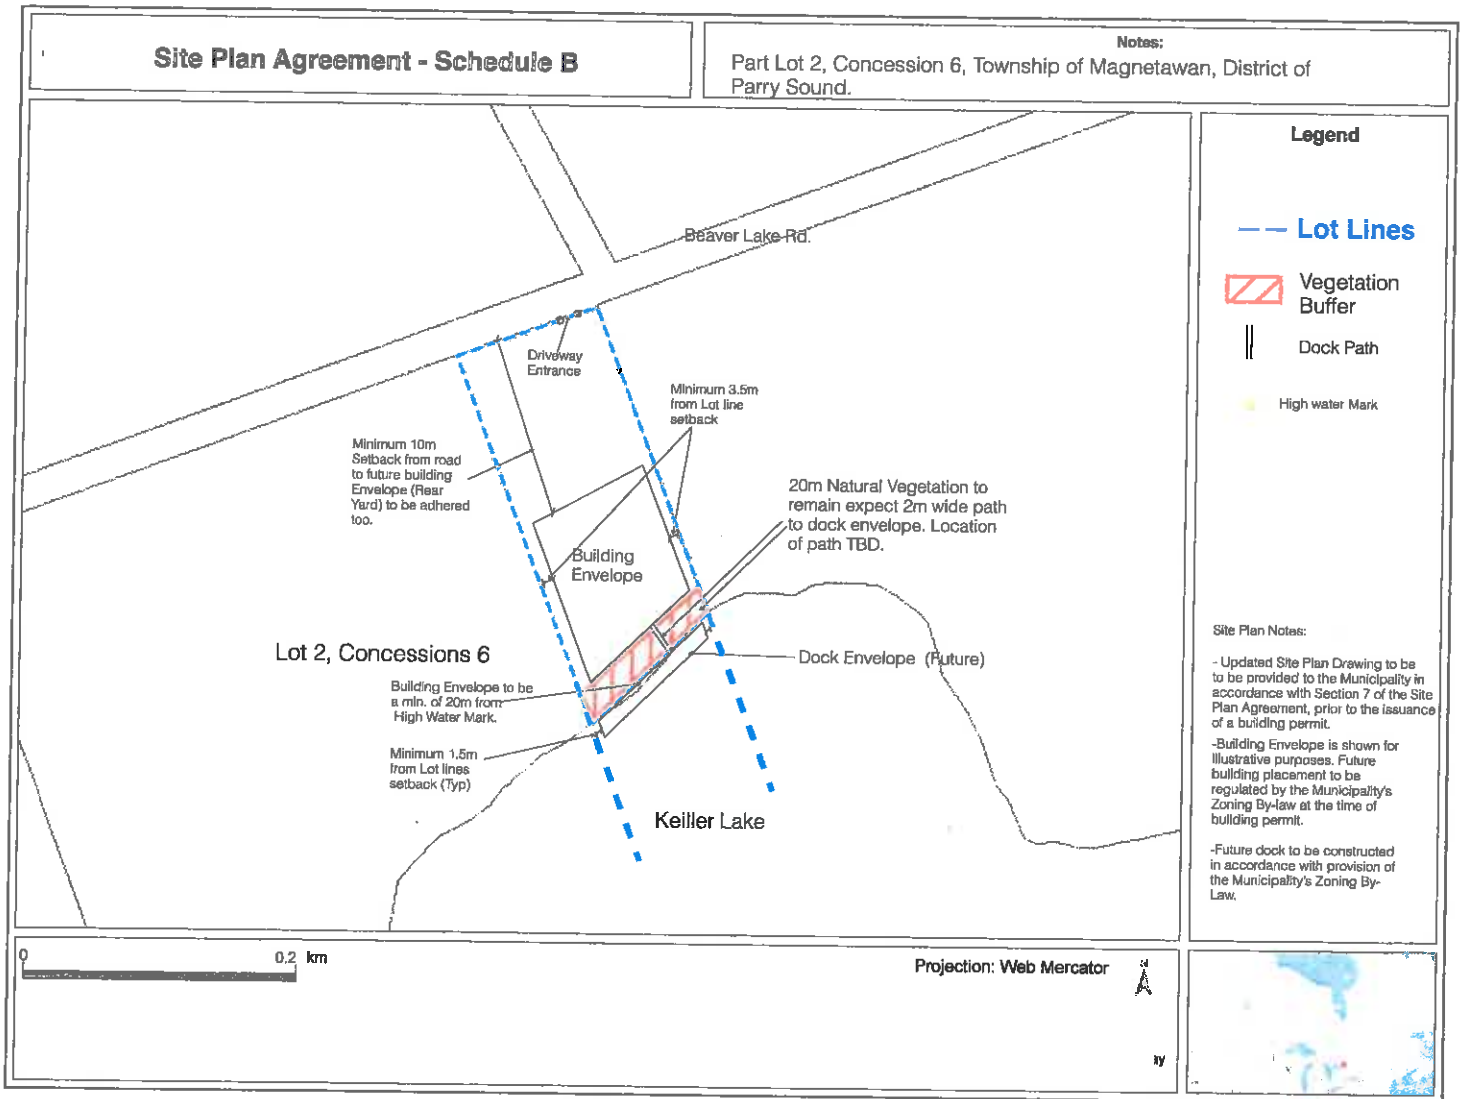 Site Plan Agreement - Schedule B
Notes:
Part Lot 2, Concession 6, Township of Magnetawan, District of
Parry Sound.
Legend
Lot Lines
Vegetation
Buffer
Dock Path
High water Mark
Beaver Lake Rd.
Driveway
Entrance
Minimum 3.5m
from Lot line
setback
Minimum 10m
Setback from road
to future building
Envelope (Rear
Yard) to be adhered
too.
20m Natural Vegetation to
remain expect 2m wide path
to dock envelope. Location
of path TBD.
Building
Envelope
Lot 2, Concessions 6
Dock Envelope (Future)
Building Envelope to be
a min. of 20m from
High Water Mark.
Minimum 1.5m
from Lot lines
setback (Typ)
Keiller Lake
Site Plan Notes:
- Updated Site Plan Drawing to be
to be provided to the Municipality in
accordance with Section 7 of the Site
Plan Agreement, prior to the issuance
of a building permit.
-Building Envelope is shown for
illustrative purposes. Future
building placement to be
regulated by the Municipality's
Zoning By-law at the time of
building permit.
-Future dock to be constructed
in accordance with provision of
the Municipality's Zoning By-
Law.
0 0.2 km
Projection: Web Mercator